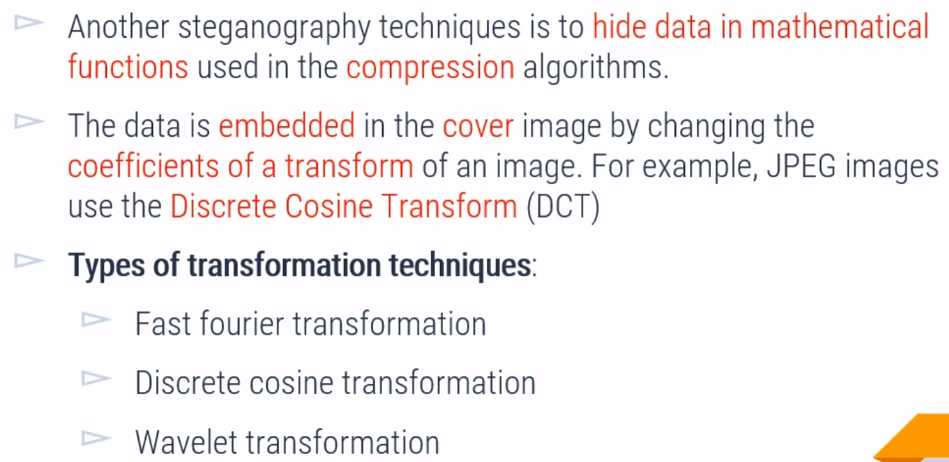 Another steganography techniques is to hide data in mathematical
functions used in the compression algorithms.
The data is embedded in the cover image by changing the
coefficients of a transform of an image. For example, JPEG images
use the Discrete Cosine Transform (DCT)
Types of transformation techniques:
Fast fourier transformation
Discrete cosine transformation
Wavelet transformation